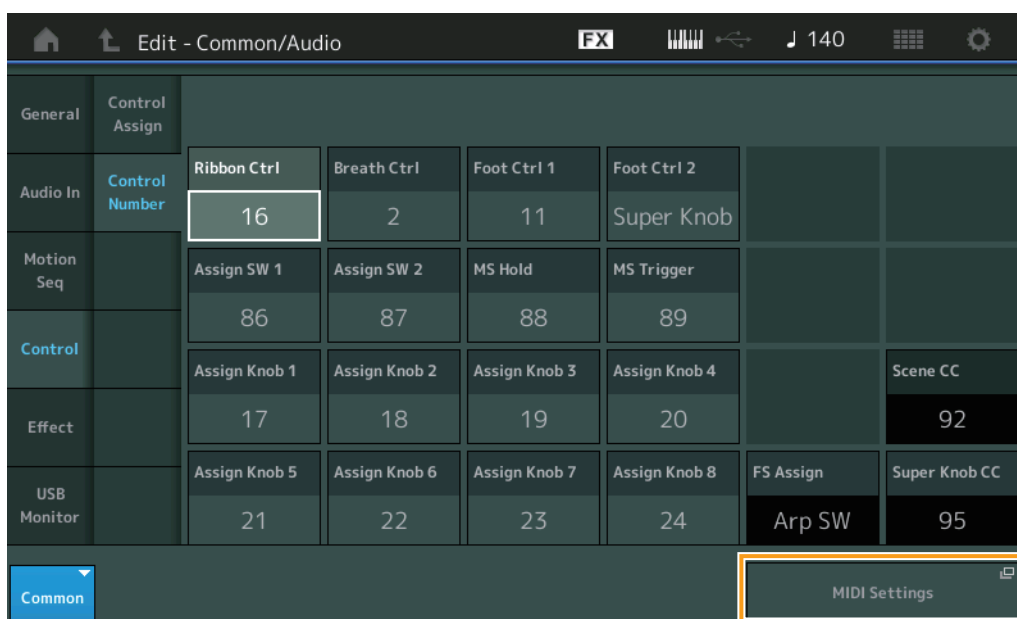 Edit - Common/Audio FX 140
General
Control
Assign
Audio In
Control
Number
Motion
Seq
Control
Effect
USB
Monitor
Ribbon Ctrl Breath Ctrl Foot Ctrl 1 Foot Ctrl 2
16 2 11 Super Knob
Assign SW 1 Assign SW 2 MS Hold MS Trigger
86 87 88 89
Assign Knob 1 Assign Knob 2 Assign Knob 3 Assign Knob 4 Scene CC
17 18 19 20 92
Assign Knob 5 Assign Knob 6 Assign Knob 7 Assign Knob 8 FS Assign Super Knob CC
21 22 23 24 Arp SW 95
Common MIDI Settings